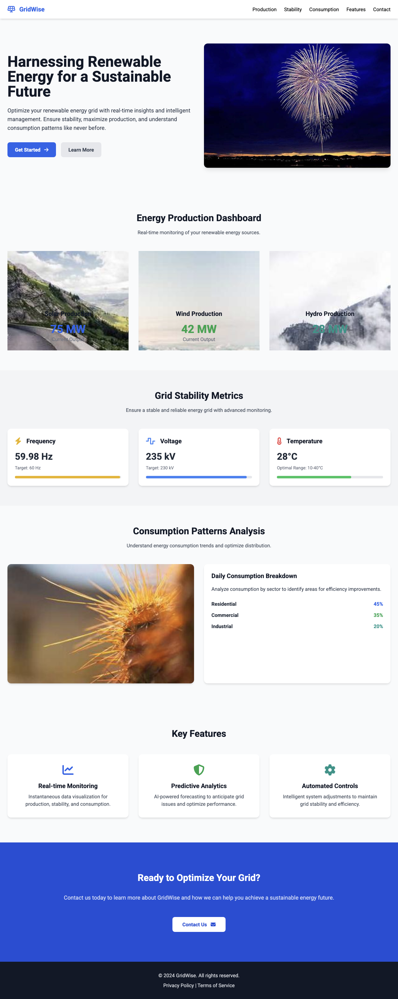 GridWise
Production
Stability
Consumption
Features
Contact
Harnessing Renewable
Energy for a Sustainable
Future
Optimize your renewable energy grid with real-time insights and intelligent
management. Ensure stability, maximize production, and understand
consumption patterns like never before.
Get Started
Learn More
Energy Production Dashboard
Real-time monitoring of your renewable energy sources.
Solar Production
75 MW
Current Output
Wind Production
42 MW
Current Output
Hydro Production
28 MW
Current Output
Grid Stability Metrics
Ensure a stable and reliable energy grid with advanced monitoring.
Frequency
59.98 Hz
Target: 60 Hz
Voltage
235 kV
Target: 230 kV
Temperature
28°C
Optimal Range: 10-40°C
Consumption Patterns Analysis
Understand energy consumption trends and optimize distribution.
Daily Consumption Breakdown
Analyze consumption by sector to identify areas for efficiency improvements.
Residential 45%
Commercial 35%
Industrial 20%
Key Features
Real-time Monitoring
Instantaneous data visualization for
production, stability, and consumption.
Predictive Analytics
AI-powered forecasting to anticipate grid
issues and optimize performance.
Automated Controls
Intelligent system adjustments to maintain
grid stability and efficiency.
Ready to Optimize Your Grid?
Contact us today to learn more about GridWise and how we can help you achieve a sustainable energy future.
Contact Us
© 2024 GridWise. All rights reserved.
Privacy Policy | Terms of Service